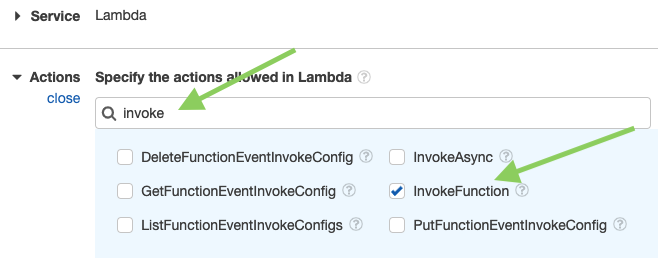 Service Lambda
Actions Specify the actions allowed in Lambda ?
close
invoke
DeleteFunctionEventInvokeConfig ? InvokeAsync ?
GetFunctionEventInvokeConfig ? InvokeFunction ?
ListFunctionEventInvokeConfigs ? PutFunctionEventInvokeConfig ?